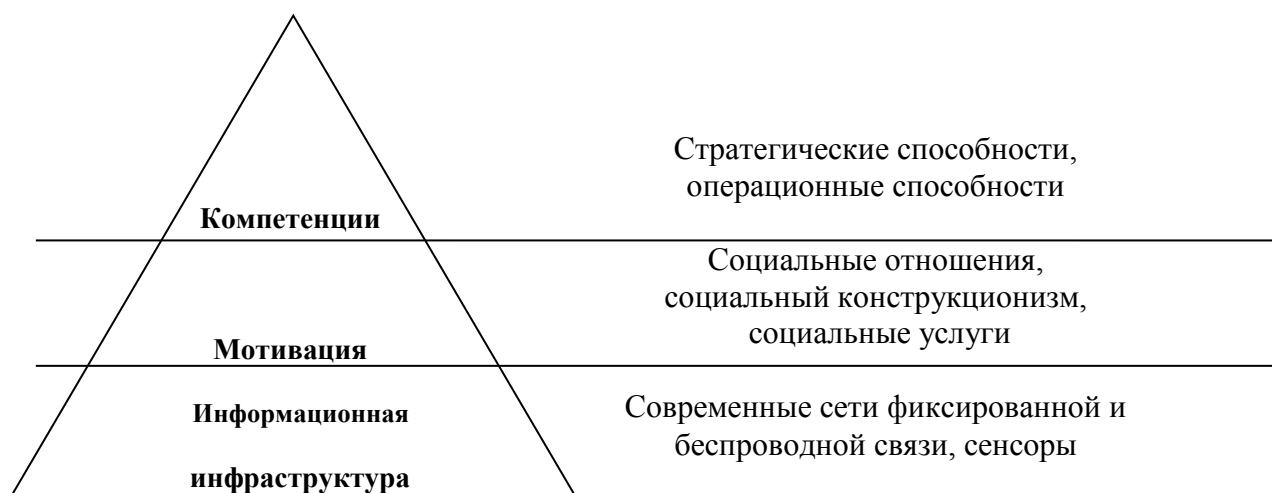 Компетенции
Стратегические способности,
операционные способности
Мотивация
Социальные отношения,
социальный конструкционизм,
социальные услуги
Информационная
инфраструктура
Современные сети фиксированной и
беспроводной связи, сенсоры